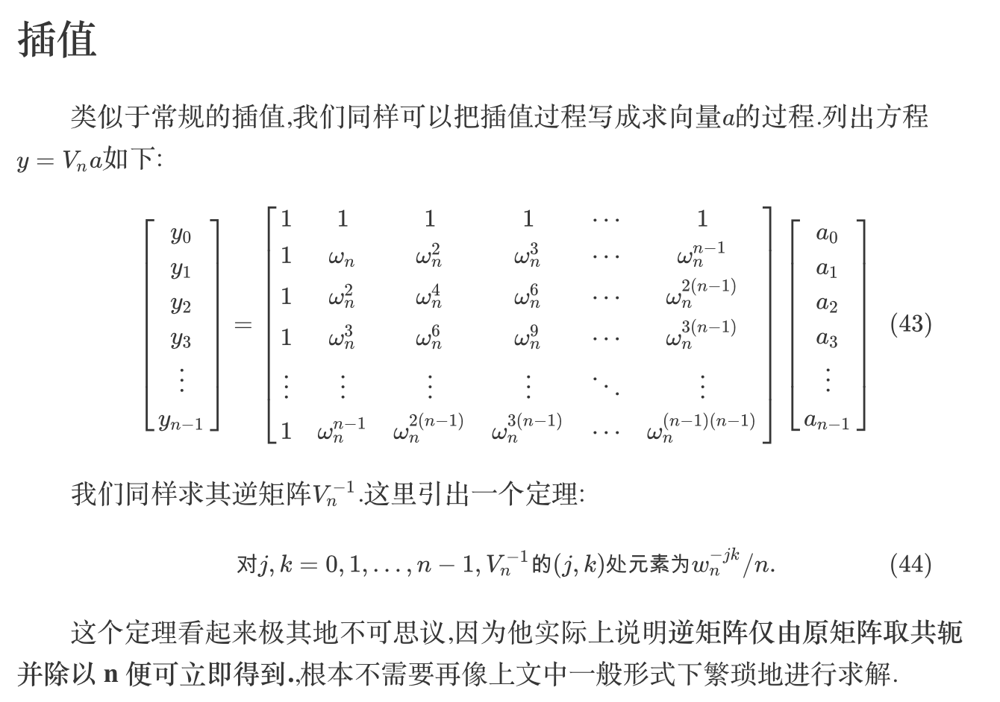 插值
类似于常规的插值,我们同样可以把插值过程写成求向量$a$的过程.列出方程
$y = V_n a$如下:
$$\begin{bmatrix} y_0 \\ y_1 \\ y_2 \\ y_3 \\ \vdots \\ y_{n-1} \end{bmatrix} = \begin{bmatrix} 1 & 1 & 1 & 1 & \cdots & 1 \\ 1 & \omega_n & \omega_n^2 & \omega_n^3 & \cdots & \omega_n^{n-1} \\ 1 & \omega_n^2 & \omega_n^4 & \omega_n^6 & \cdots & \omega_n^{2(n-1)} \\ 1 & \omega_n^3 & \omega_n^6 & \omega_n^9 & \cdots & \omega_n^{3(n-1)} \\ \vdots & \vdots & \vdots & \vdots & \ddots & \vdots \\ 1 & \omega_n^{n-1} & \omega_n^{2(n-1)} & \omega_n^{3(n-1)} & \cdots & \omega_n^{(n-1)(n-1)} \end{bmatrix} \begin{bmatrix} a_0 \\ a_1 \\ a_2 \\ a_3 \\ \vdots \\ a_{n-1} \end{bmatrix} \quad (43)$$
我们同样求其逆矩阵$V_n^{-1}$.这里引出一个定理:
对$j, k = 0, 1, \ldots, n-1, V_n^{-1}$的$(j, k)$处元素为$w_n^{-jk}/n.$ (44)
这个定理看起来极其地不可思议,因为他实际上说明逆矩阵仅由原矩阵取共轭
并除以 n 便可立即得到.,根本不需要再像上文中一般形式下繁琐地进行求解.